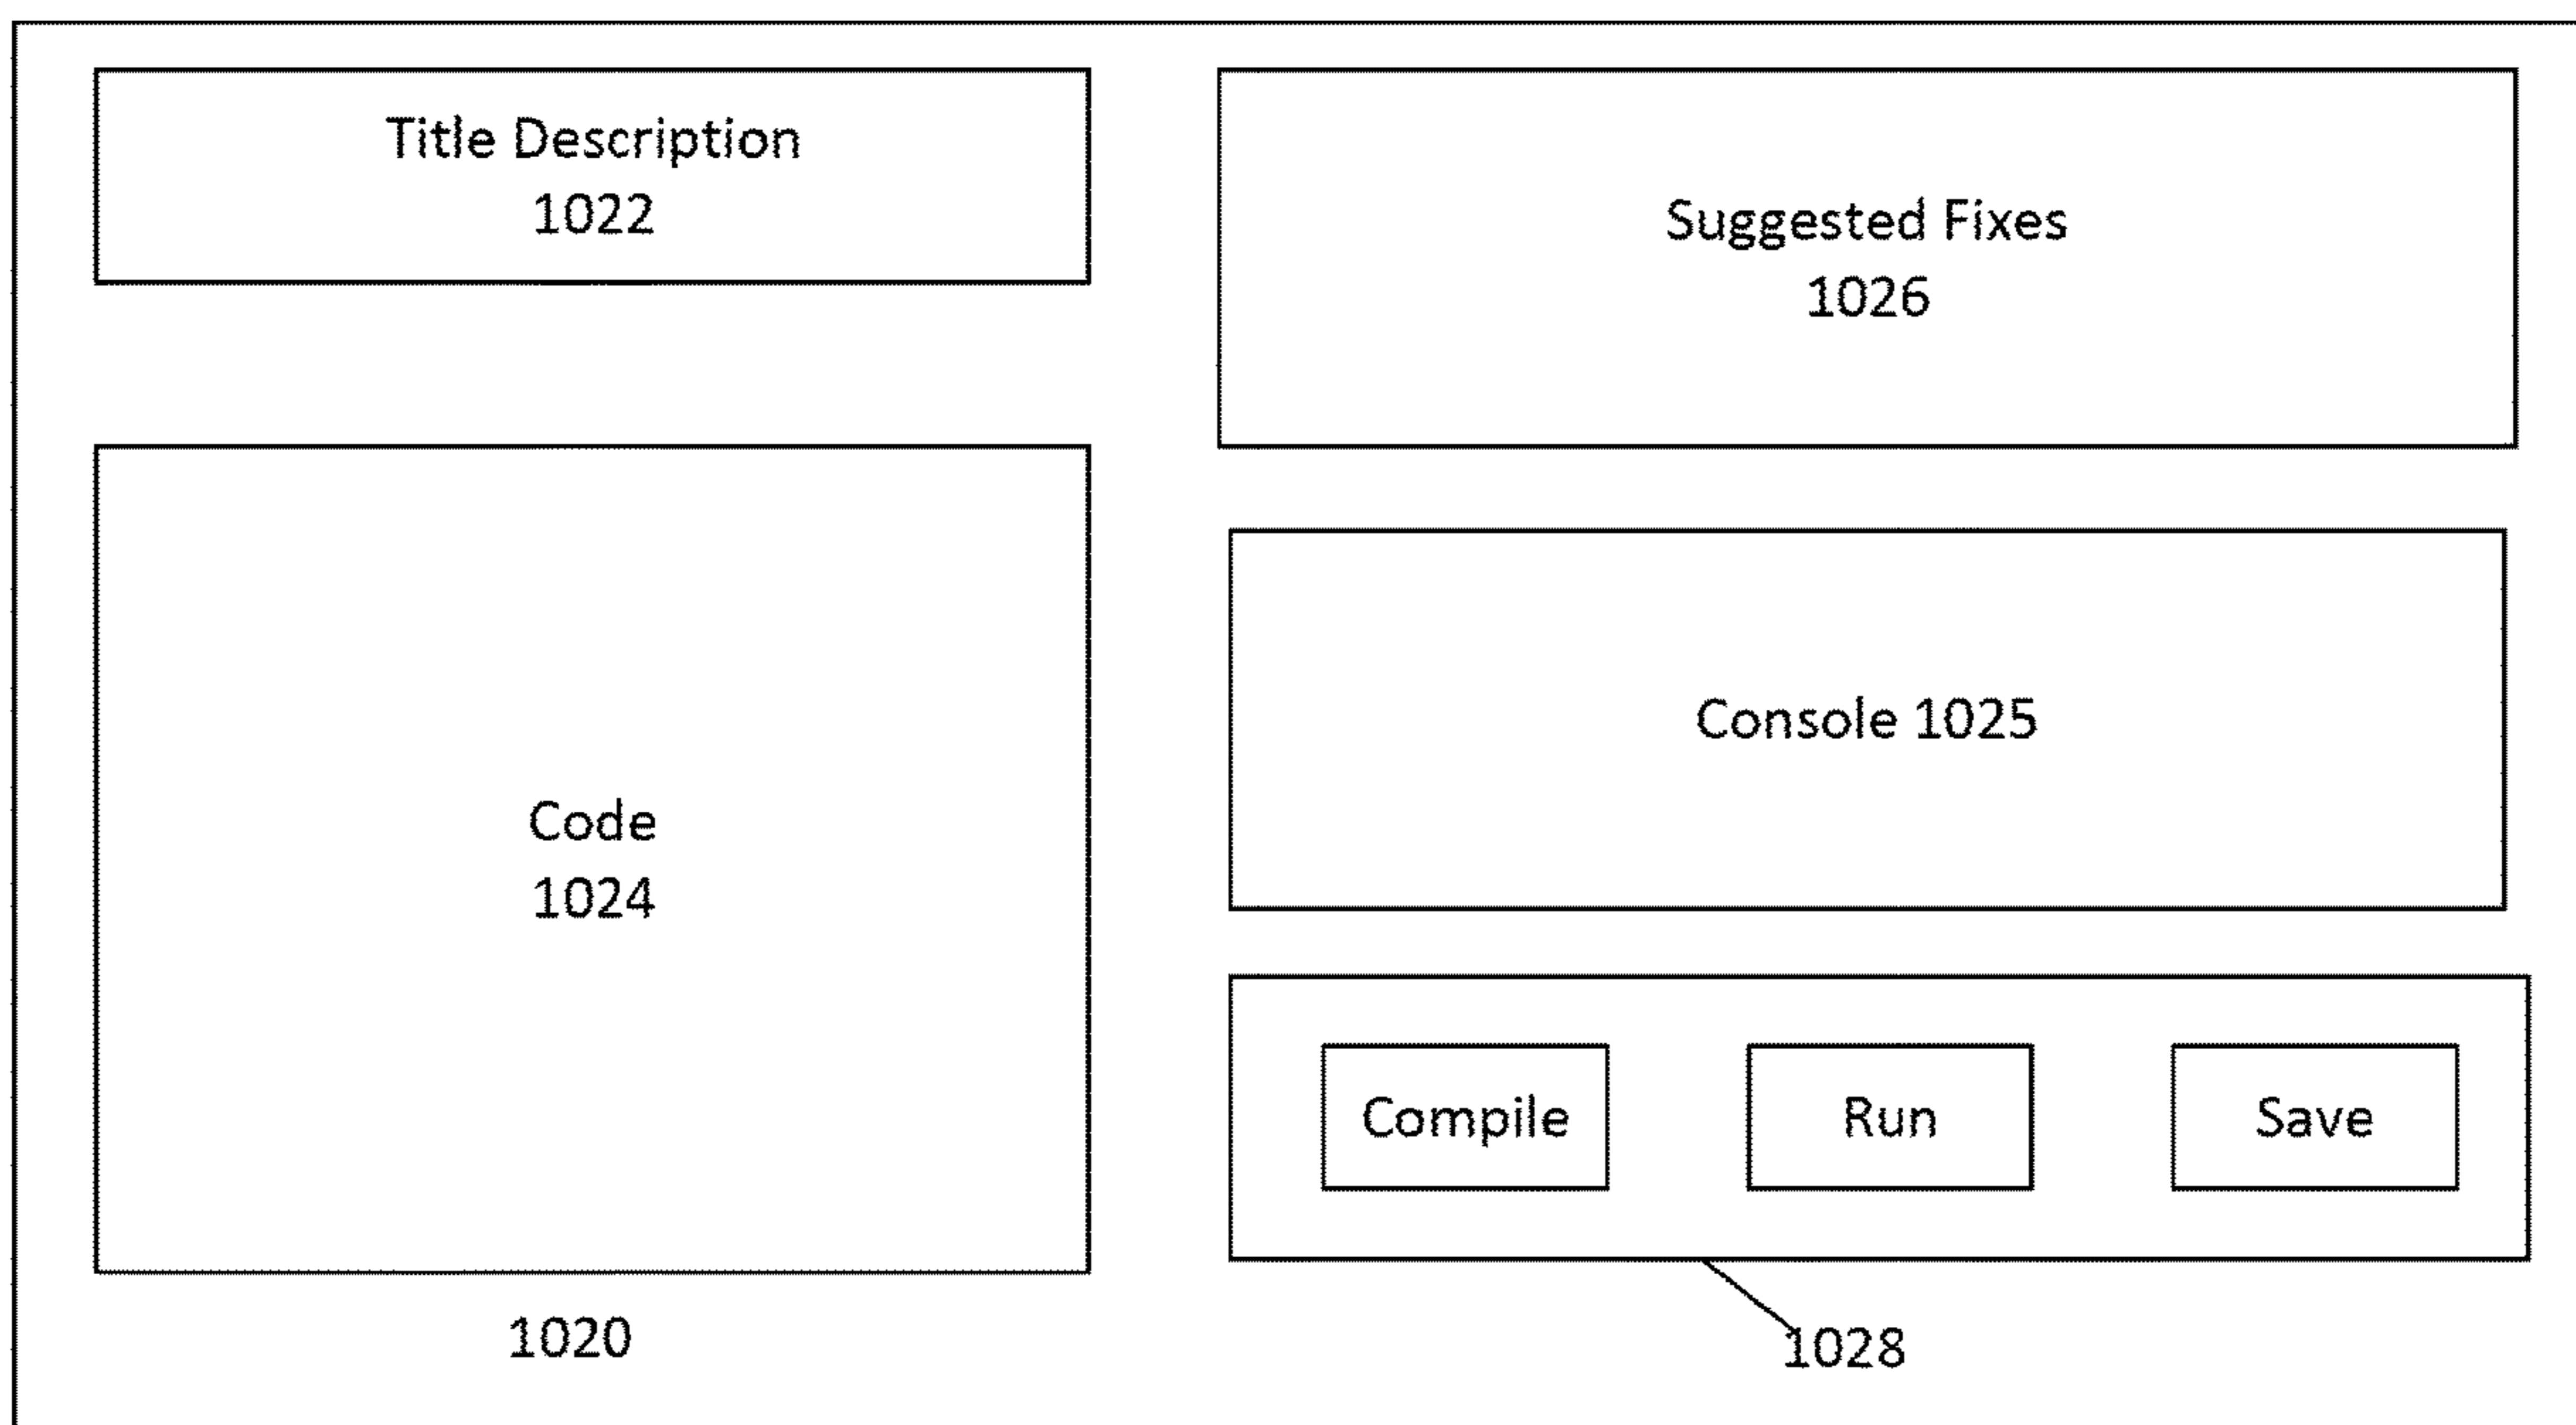 Title Description
1022
Suggested Fixes
1026
Code
1024
Console 1025
Compile
Run
Save
1020
1028